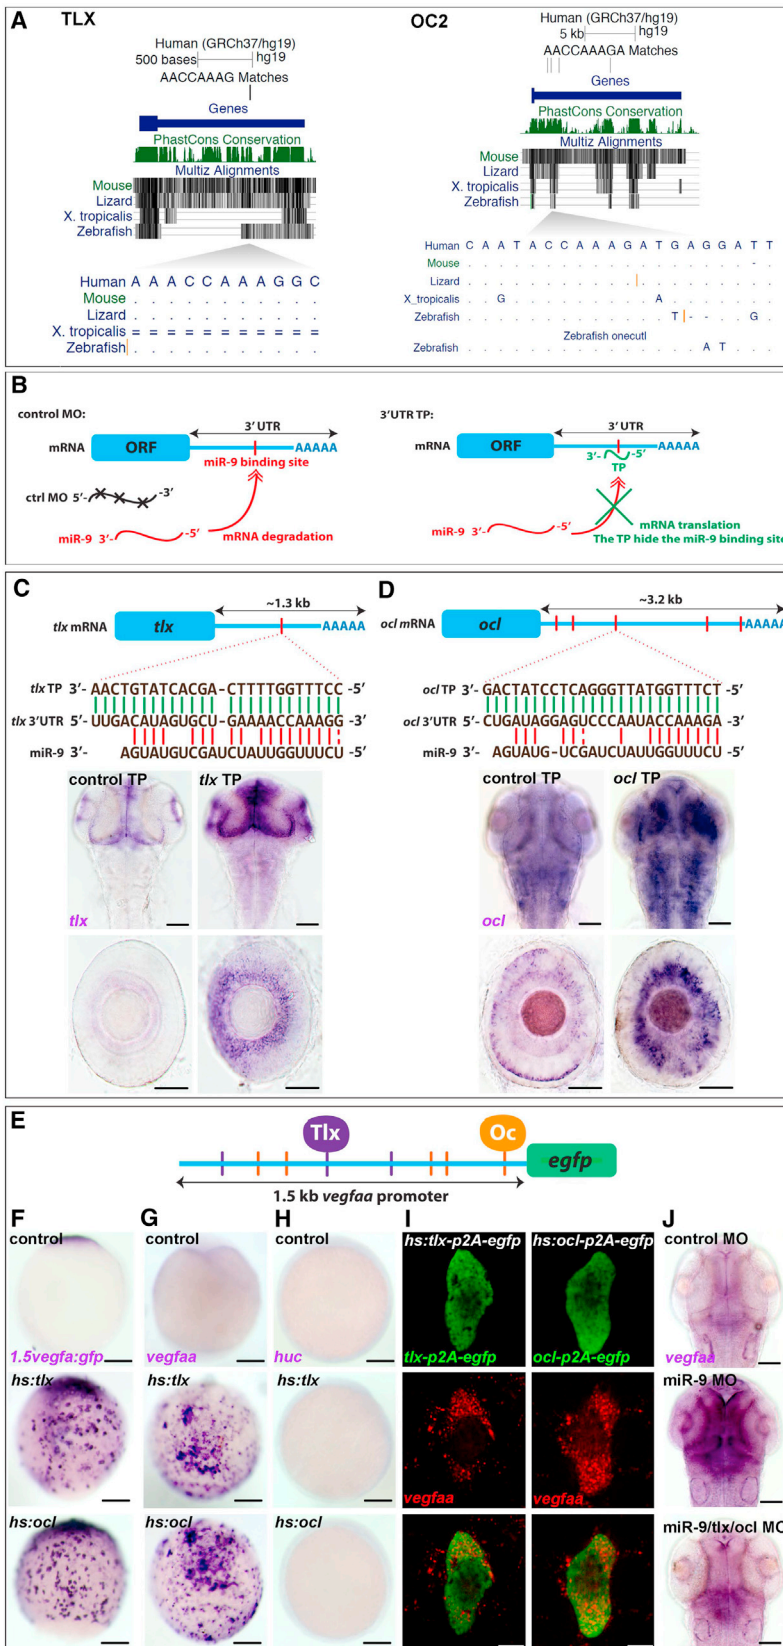 A
TLX
Human (GRCh37/hg19)
500 bases hg19
AACCAAAG Matches
Genes
PhastCons Conservation
Multiz Alignments
Mouse
Lizard
X. tropicalis
Zebrafish
Human A A A C C A A A G G C
Mouse . . . . . . . . . . .
Lizard . . . . . . . . . . .
X. tropicalis = = = = = = = = = = =
Zebrafish . . . . . . . . . . .
OC2
Human (GRCh37/hg19)
5 kb hg19
AACCAAAGA Matches
Genes
PhastCons Conservation
Multiz Alignments
Mouse
Lizard
X. tropicalis
Zebrafish
Human C A A T A C C A A A G A T G A G G A T T
Mouse . . . . . . . . . . . . . . . . . . - .
Lizard
X_tropicalis . . G . . . . . . . . . A . . . . . . .
Zebrafish . . . . . . . . . . . . . T - - . . G .
Zebrafish onecutl
Zebrafish . . . . . . . . . . . . . . . A T . . .
B
control MO:
3' UTR
mRNA ORF AAAAA
miR-9 binding site
ctrl MO 5'- -3'
miR-9 3'- -5' mRNA degradation
3'UTR TP:
3' UTR
mRNA ORF AAAAA
3'- -5'
TP
miR-9 3'- -5' mRNA translation
The TP hide the miR-9 binding site
C
~1.3 kb
tlx mRNA tlx AAAAA
tlx TP 3'- AACTGTATCACGA-CTTTTGGTTTCC -5'
tlx 3'UTR 5'- UUGACAUAGUGCU-GAAAACCAAAGG -3'
miR-9 3'- AGUAUGUCGAUCUAUUGGUUUCU -5'
control TP tlx TP
tlx
D
~3.2 kb
ocl mRNA ocl AAAAA
ocl TP 3'- GACTATCCTCAGGGTTATGGTTTCT -5'
ocl 3'UTR 5'- CUGAUAGGAGUCCCAAUACCAAAGA -3'
miR-9 3'- AGUAUG-UCGAUCUAUUGGUUUCU -5'
control TP ocl TP
ocl
E
Tlx Oc
egfp
1.5 kb vegfaa promoter
F
control
1.5vegfa:gfp
hs:tlx
hs:ocl
G
control
vegfaa
hs:tlx
hs:ocl
H
control
huc
hs:tlx
hs:ocl
I
hs:tlx-p2A-egfp hs:ocl-p2A-egfp
tlx-p2A-egfp ocl-p2A-egfp
vegfaa vegfaa
J
control MO
vegfaa
miR-9 MO
miR-9/tlx/ocl MO